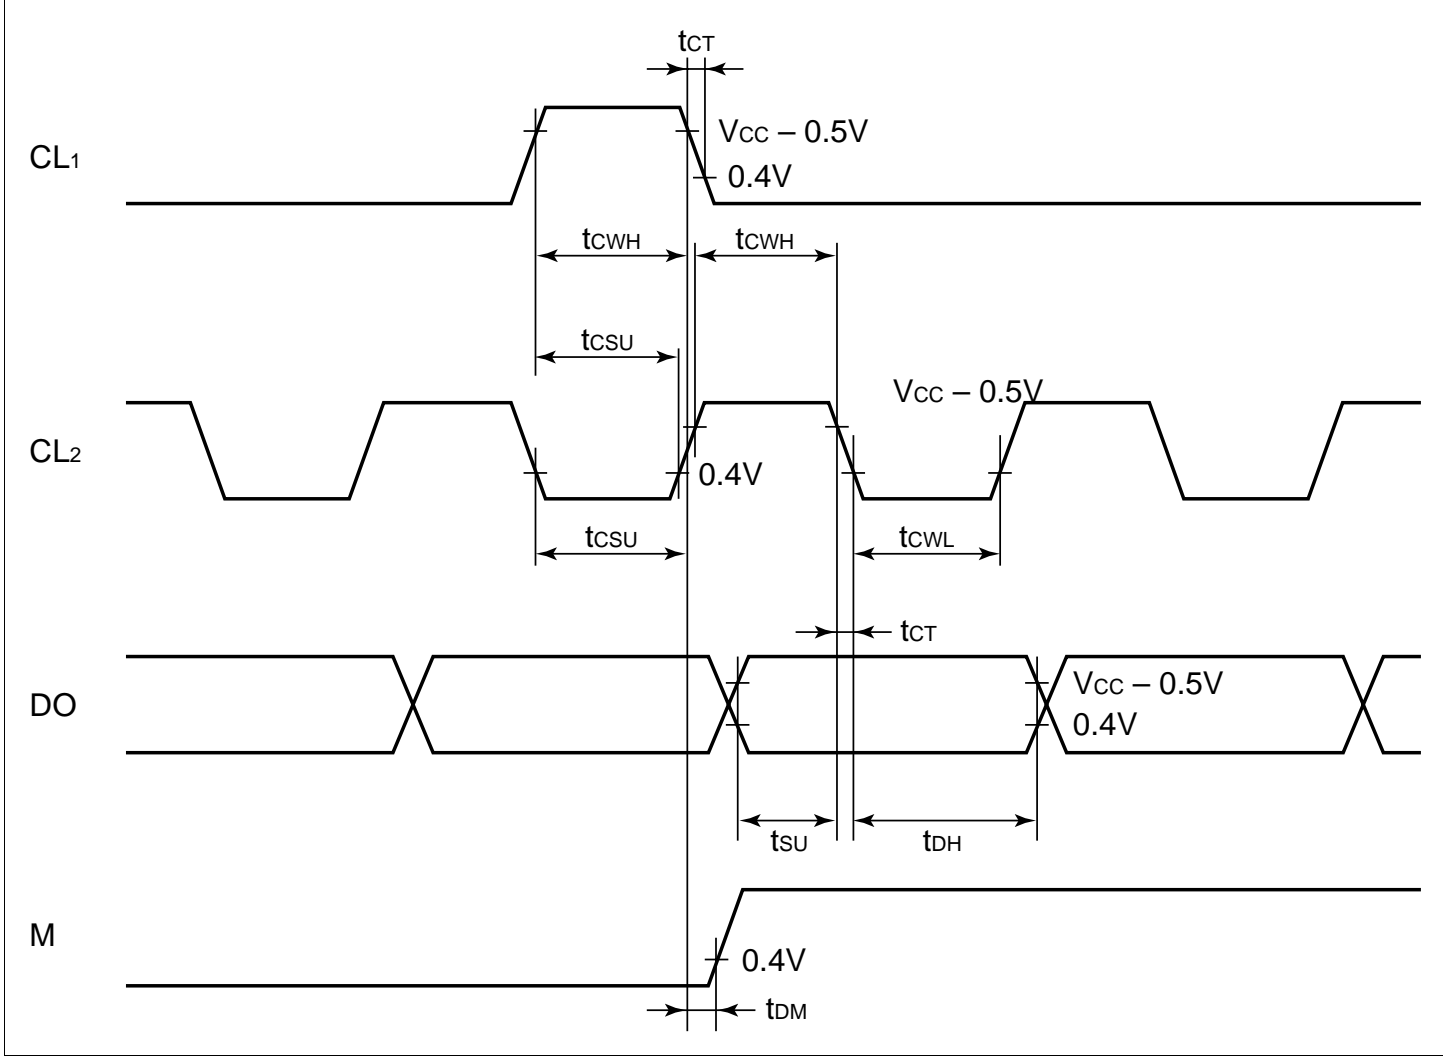 tCT
VCC – 0.5V
CL1
0.4V
tCWH
tCWH
tCSU
VCC – 0.5V
CL2
0.4V
tCSU
tCWL
tCT
DO
VCC – 0.5V
0.4V
tSU
tDH
M
0.4V
tDM